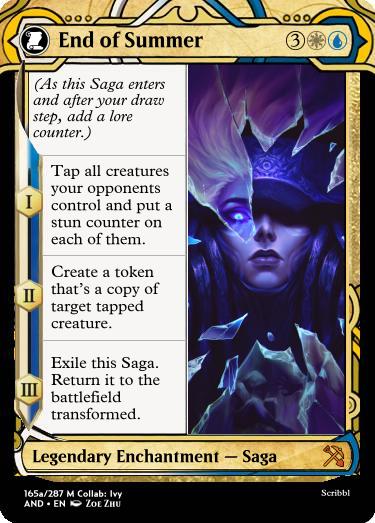 End of Summer 3
(As this Saga enters
and after your draw
step, add a lore
counter.)
I
Tap all creatures
your opponents
control and put a
stun counter on
each of them.
II
Create a token
that's a copy of
target tapped
creature.
III
Exile this Saga.
Return it to the
battlefield
transformed.
Legendary Enchantment — Saga
165a/287 M Collab: Ivy
Scribbl
AND • EN Zoe Zhu